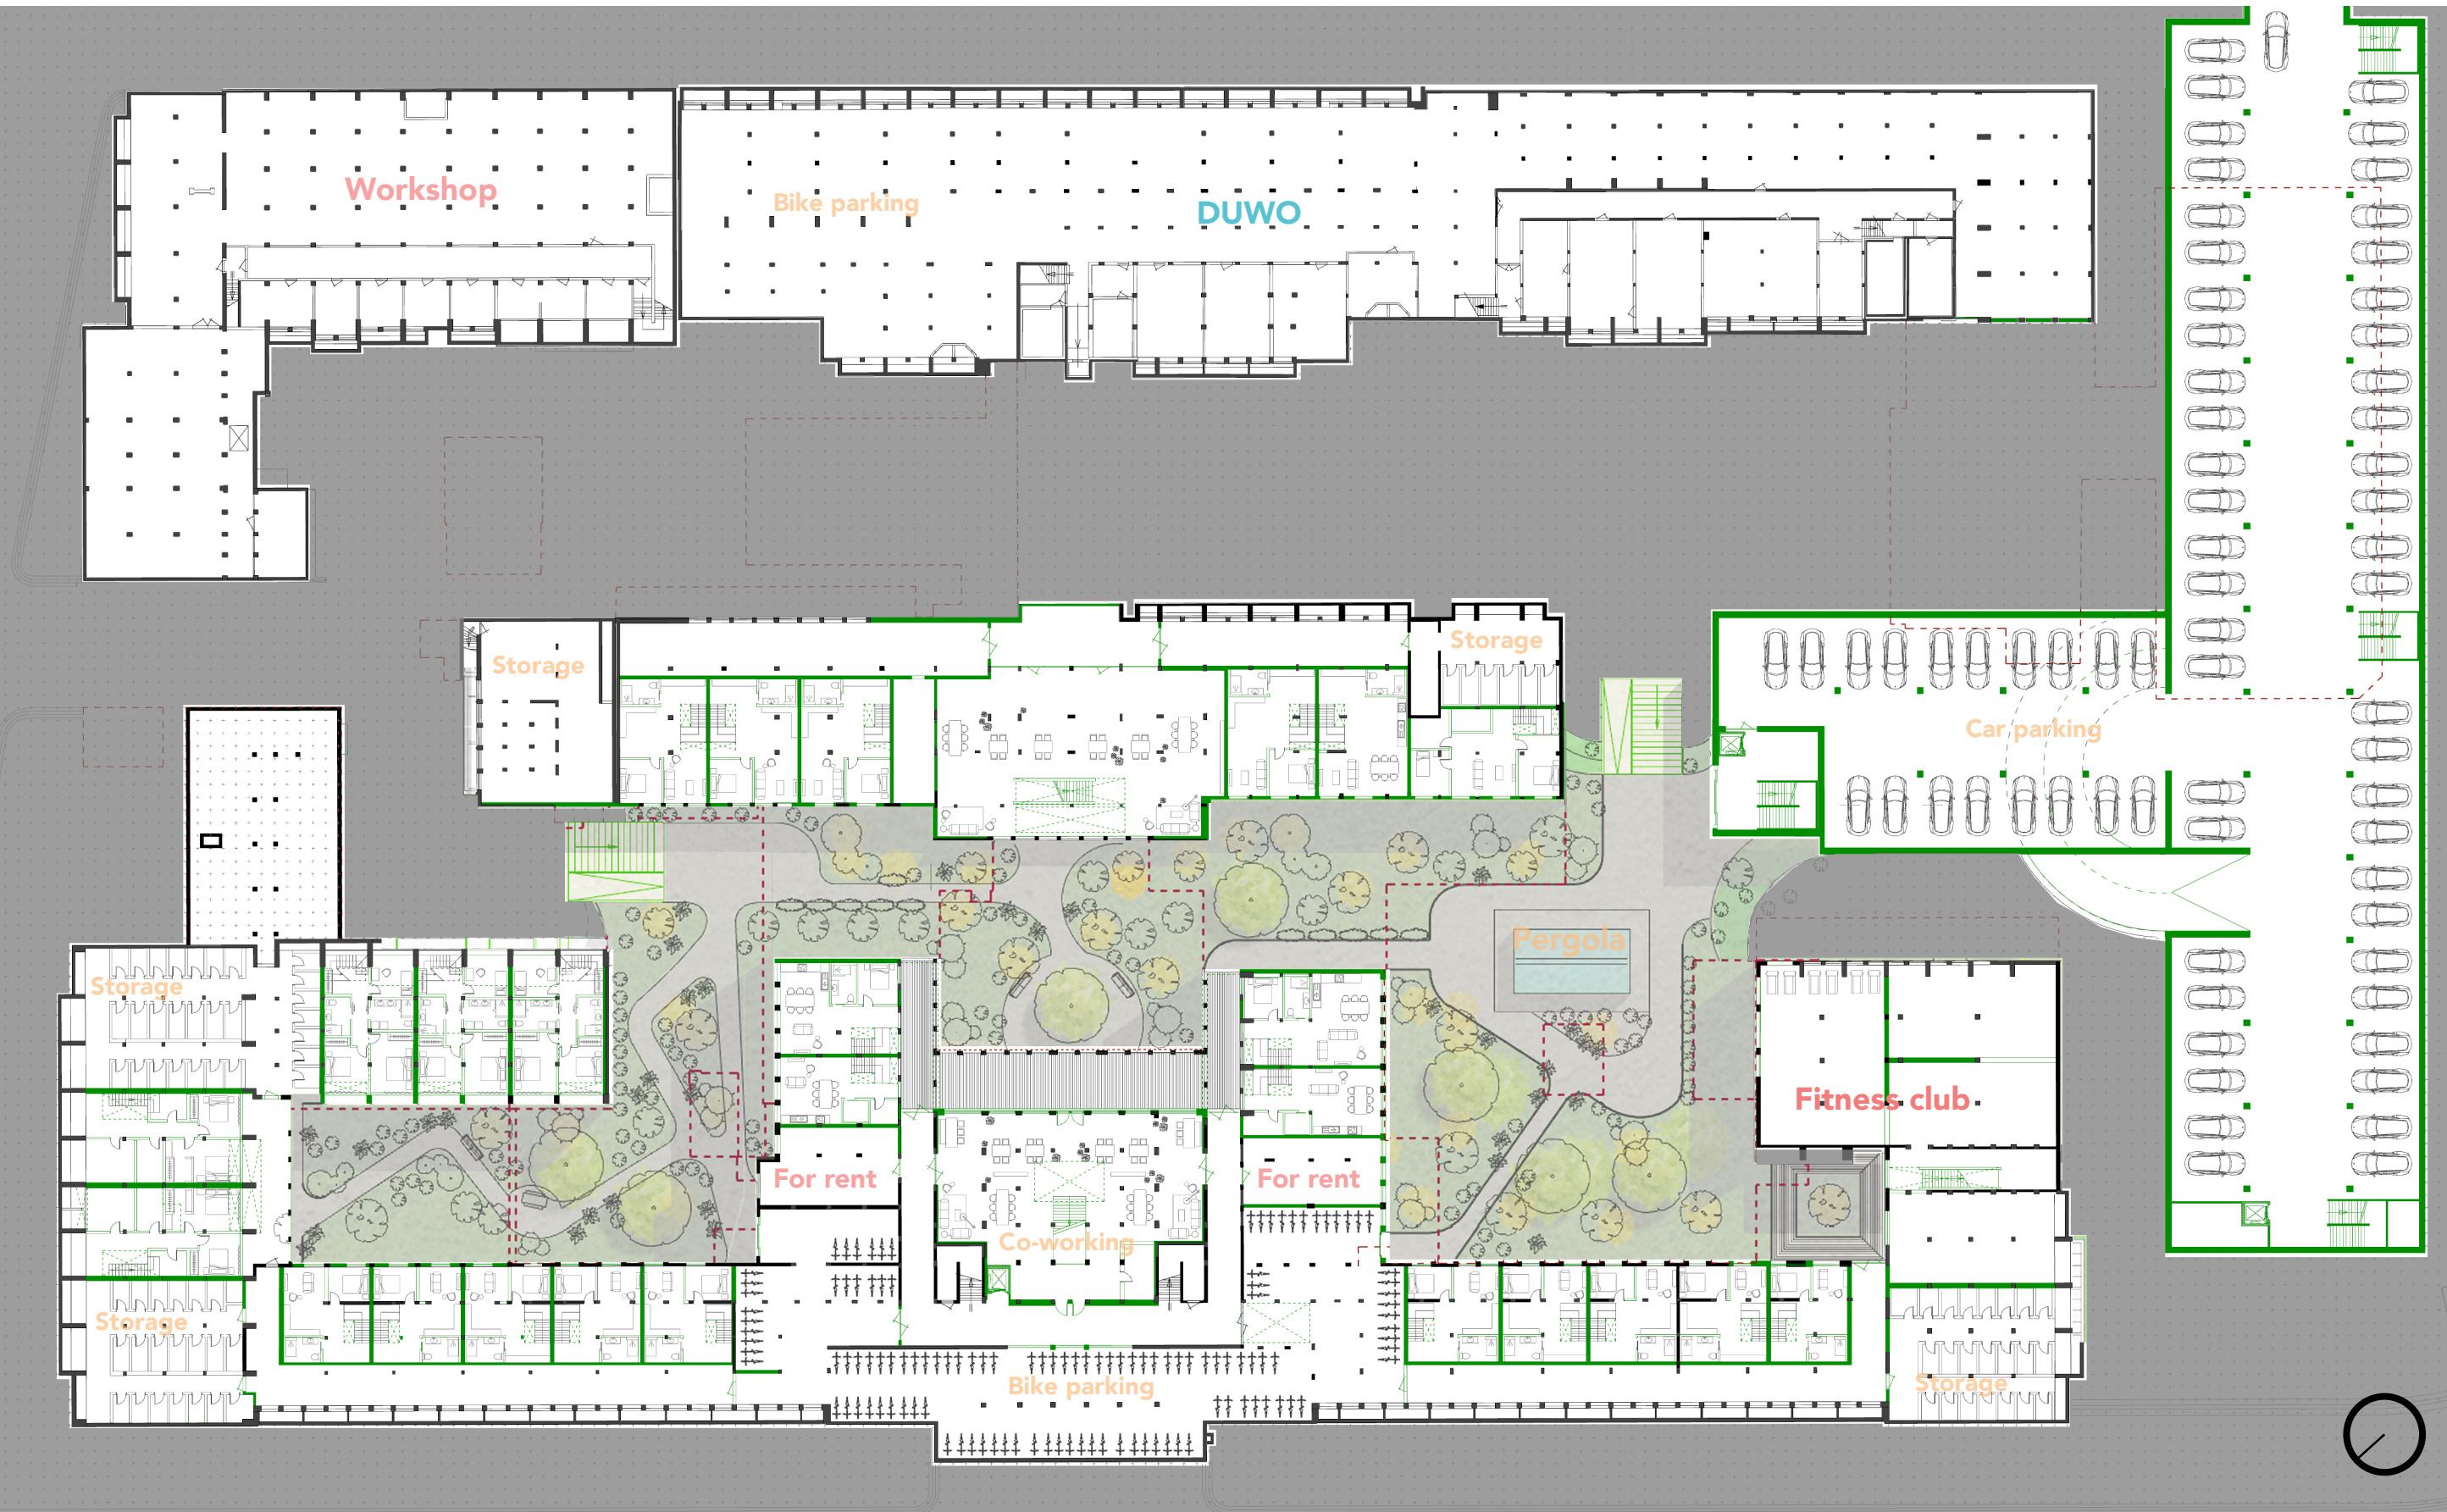 Workshop
Bike parking
DUWO
Storage
Storage
Car parking
Pergola
Storage
Fitness club
For rent
For rent
Co-working
Storage
Bike parking
Storage